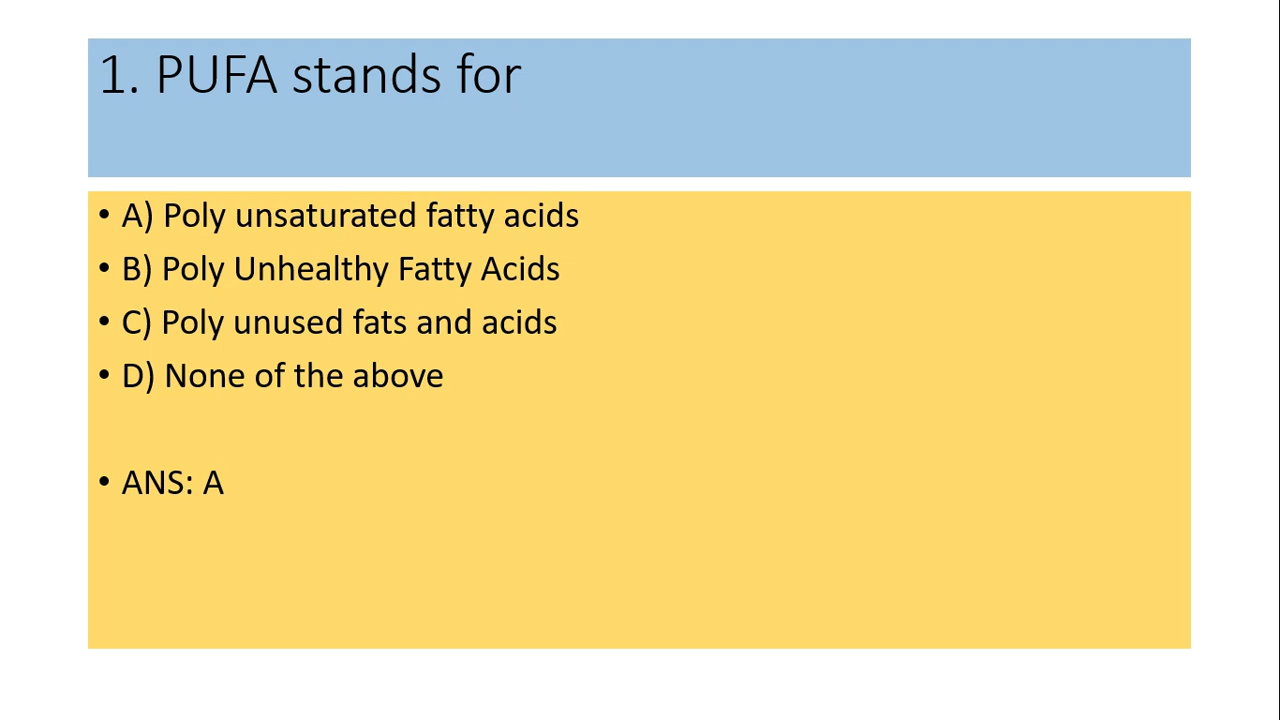 1. PUFA stands for
• A) Poly unsaturated fatty acids
• B) Poly Unhealthy Fatty Acids
• C) Poly unused fats and acids
• D) None of the above
• ANS: A